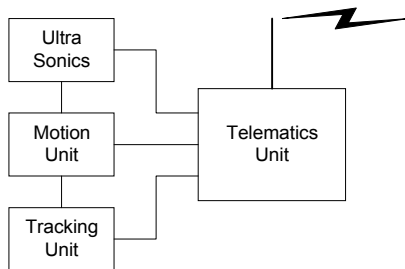 Ultra
Sonics
Motion
Unit
Tracking
Unit
Telematics
Unit